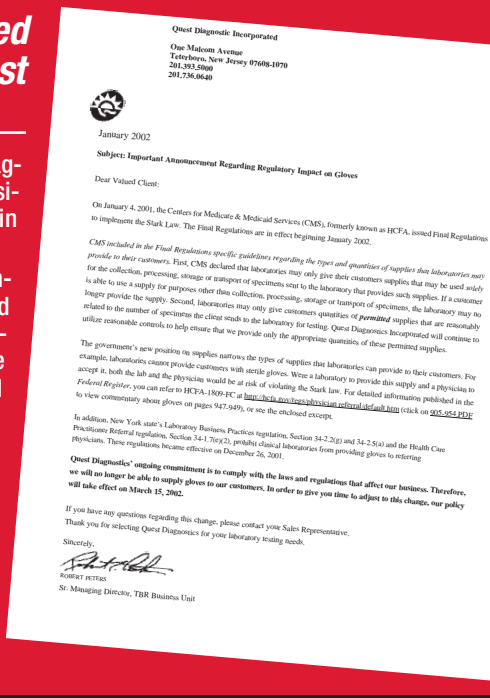 ed
st
g-
si-
in
n-
d
-
e
l
Quest Diagnostic Incorporated
One Malcom Avenue
Teterboro, New Jersey 07608-1070
201.393.5000
201.736.0640
January 2002
Subject: Important Announcement Regarding Regulatory Impact on Gloves
Dear Valued Client:
On January 4, 2001, the Centers for Medicate & Medicaid Services (CMS), formerly known as HCFA, issued Final Regulations
to implement the Stark Law. The Final Regulations are in effect beginning January 2002.
CMS included in the Final Regulations specific guidelines regarding the types and quantities of supplies that laboratories may
provide to their customers. First, CMS declared that laboratories may only give their customers supplies that may be used solely
for the collection, processing, storage or transport of specimens sent to the laboratory that provides such supplies. If a customer
is able to use a supply for purposes other than collection, processing, storage or transport of specimens, the laboratory may no
longer provide the supply. Second, laboratories may only give customers quantities of permitted supplies that are reasonably
related to the number of specimens the client sends to the laboratory for testing. Quest Diagnostics Incorporated will continue to
utilize reasonable controls to help ensure that we provide only the appropriate quantities of these permitted supplies.
The government's new position on supplies narrows the types of supplies that laboratories can provide to their customers. For
example, laboratories cannot provide customers with sterile gloves. Were a laboratory to provide this supply and a physician to
accept it, both the lab and the physician would be at risk of violating the Stark law. For detailed information published in the
Federal Register, you can refer to HCFA-1809-FC at http://hcfa.gov/regs/physician referral/default.htm (click on 905-954.PDF
to view commentary about gloves on pages 947-949), or see the enclosed excerpt.
In addition, New York state's Laboratory Business Practices regulation, Section 34-2.2(g) and 34-2.5(a) and the Health Care
Practitioner Referral regulation, Section 34-1.7(e)(2), prohibit clinical laboratories from providing gloves to referring
physicians. These regulations became effective on December 26, 2001.
Quest Diagnostics' ongoing commitment is to comply with the laws and regulations that affect our business. Therefore,
we will no longer be able to supply gloves to our customers. In order to give you time to adjust to this change, our policy
will take effect on March 15, 2002.
If you have any questions regarding this change, please contact your Sales Representative.
Thank you for selecting Quest Diagnostics for your laboratory testing needs.
Sincerely,
ROBERT PETERS
Sr. Managing Director, TBR Business Unit